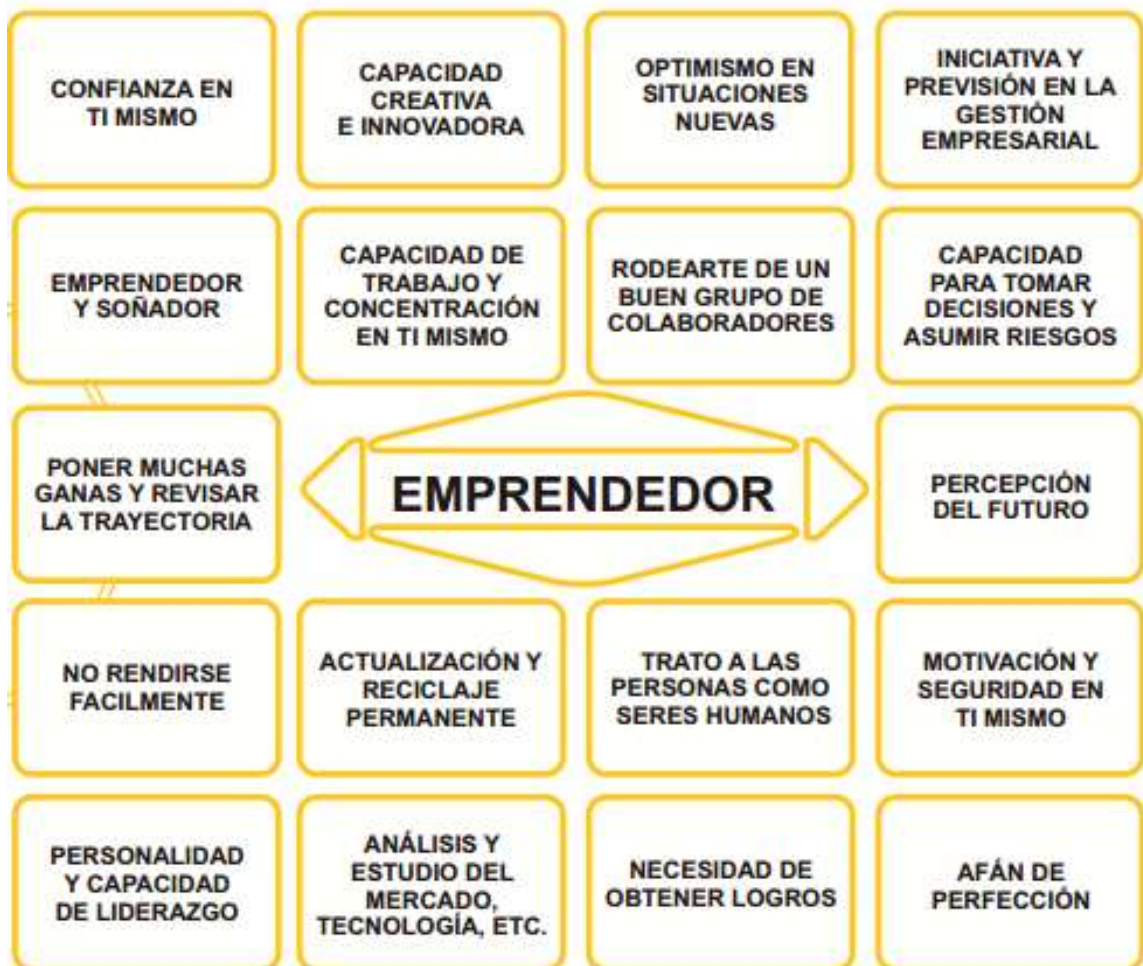 CONFIANZA EN
TI MISMO
CAPACIDAD
CREATIVA
E INNOVADORA
OPTIMISMO EN
SITUACIONES
NUEVAS
INICIATIVA Y
PREVISIÓN EN LA
GESTIÓN
EMPRESARIAL
EMPRENDEDOR
Y SOÑADOR
CAPACIDAD DE
TRABAJO Y
CONCENTRACIÓN
EN TI MISMO
RODEARTE DE UN
BUEN GRUPO DE
COLABORADORES
CAPACIDAD
PARA TOMAR
DECISIONES Y
ASUMIR RIESGOS
PONER MUCHAS
GANAS Y REVISAR
LA TRAYECTORIA
EMPRENDEDOR
PERCEPCIÓN
DEL FUTURO
NO RENDIRSE
FACILMENTE
ACTUALIZACIÓN Y
RECICLAJE
PERMANENTE
TRATO A LAS
PERSONAS COMO
SERES HUMANOS
MOTIVACIÓN Y
SEGURIDAD EN
TI MISMO
PERSONALIDAD
Y CAPACIDAD
DE LIDERAZGO
ANÁLISIS Y
ESTUDIO DEL
MERCADO,
TECNOLOGÍA, ETC.
NECESIDAD DE
OBTENER LOGROS
AFÁN DE
PERFECCIÓN